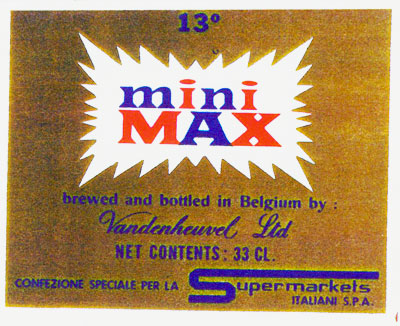 13º
mini
MAX
brewed and bottled in Belgium by :
Vandenheuvel Ltd
NET CONTENTS: 33 CL.
CONFEZIONE SPECIALE PER LA Supermarkets
ITALIANI S.P.A.